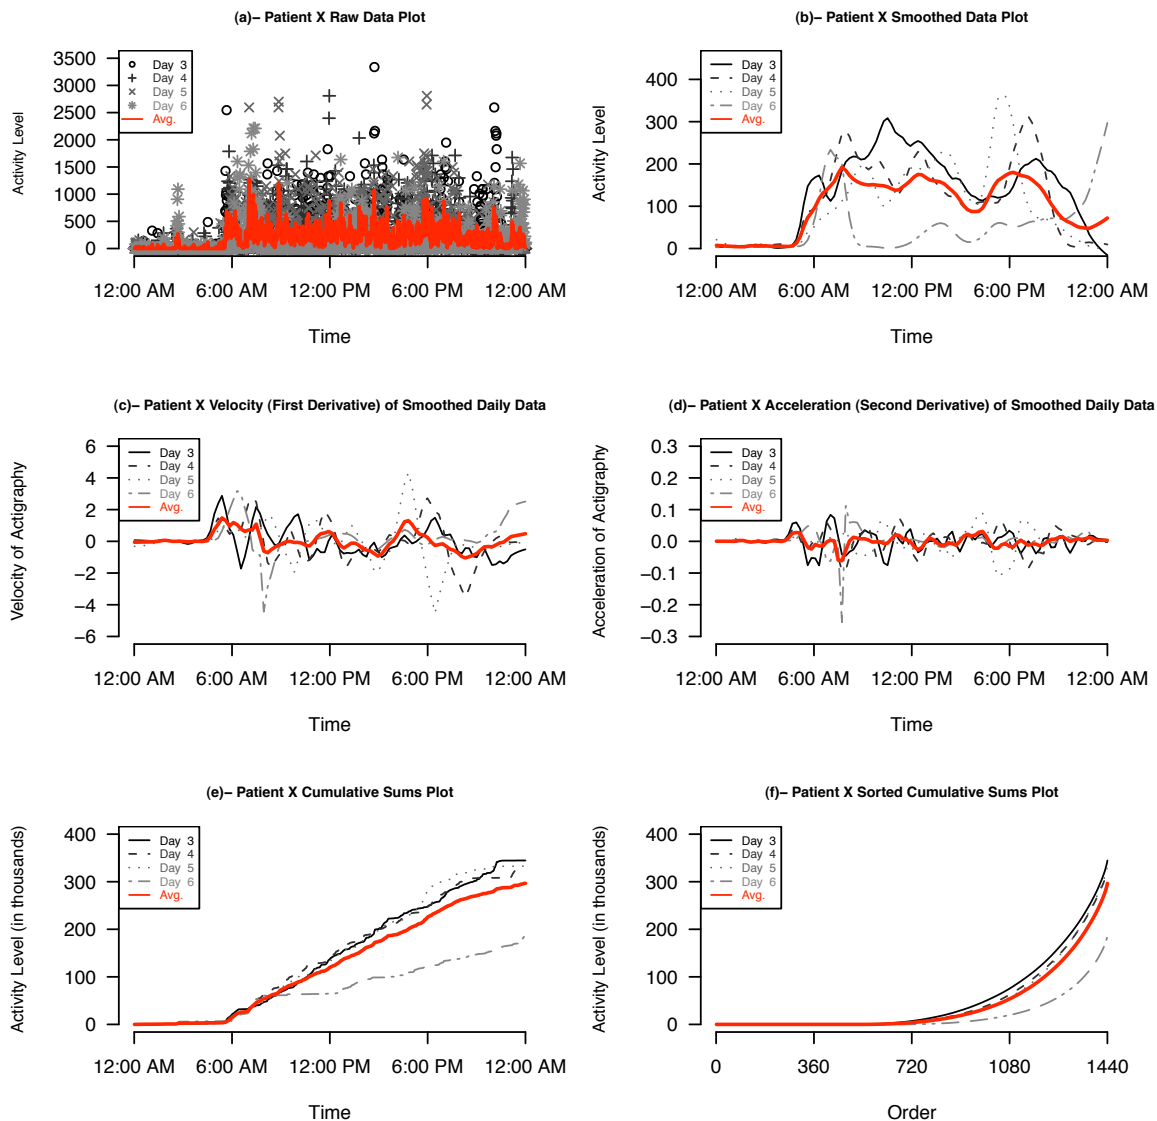 (a)− Patient X Raw Data Plot
Activity Level
3500
3000
2500
2000
1500
1000
500
0
Day 3
Day 4
Day 5
Day 6
Avg.
12:00 AM 6:00 AM 12:00 PM 6:00 PM 12:00 AM
Time
(b)− Patient X Smoothed Data Plot
Activity Level
400
300
200
100
0
Day 3
Day 4
Day 5
Day 6
Avg.
12:00 AM 6:00 AM 12:00 PM 6:00 PM 12:00 AM
Time
(c)− Patient X Velocity (First Derivative) of Smoothed Daily Data
Velocity of Actigraphy
6
4
2
0
−2
−4
−6
Day 3
Day 4
Day 5
Day 6
Avg.
12:00 AM 6:00 AM 12:00 PM 6:00 PM 12:00 AM
Time
(d)− Patient X Acceleration (Second Derivative) of Smoothed Daily Data
Acceleration of Actigraphy
0.3
0.2
0.1
0.0
−0.1
−0.2
−0.3
Day 3
Day 4
Day 5
Day 6
Avg.
12:00 AM 6:00 AM 12:00 PM 6:00 PM 12:00 AM
Time
(e)− Patient X Cumulative Sums Plot
Activity Level (in thousands)
400
300
200
100
0
Day 3
Day 4
Day 5
Day 6
Avg.
12:00 AM 6:00 AM 12:00 PM 6:00 PM 12:00 AM
Time
(f)− Patient X Sorted Cumulative Sums Plot
Activity Level (in thousands)
400
300
200
100
0
Day 3
Day 4
Day 5
Day 6
Avg.
0 360 720 1080 1440
Order